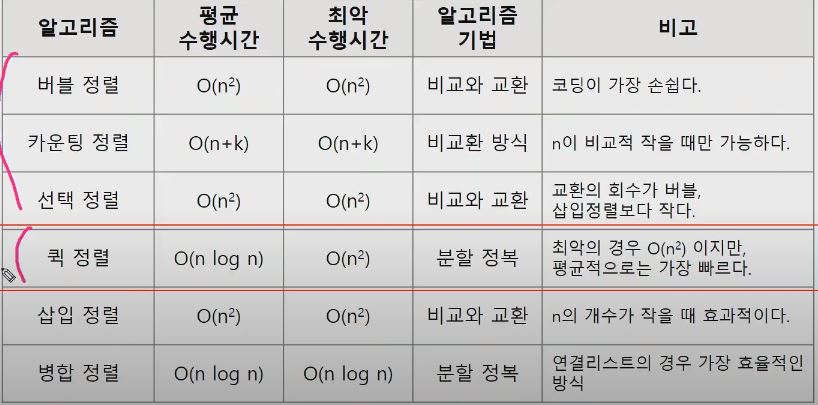 알고리즘 평균 수행시간 최악 수행시간 알고리즘 기법 비고
버블 정렬 O(n²) O(n²) 비교와 교환 코딩이 가장 손쉽다.
카운팅 정렬 O(n+k) O(n+k) 비교환 방식 n이 비교적 작을 때만 가능하다.
선택 정렬 O(n²) O(n²) 비교와 교환 교환의 회수가 버블,
삽입정렬보다 작다.
퀵 정렬 O(n log n) O(n²) 분할 정복 최악의 경우 O(n²) 이지만,
평균적으로는 가장 빠르다.
삽입 정렬 O(n²) O(n²) 비교와 교환 n의 개수가 작을 때 효과적이다.
병합 정렬 O(n log n) O(n log n) 분할 정복 연결리스트의 경우 가장 효율적인
방식